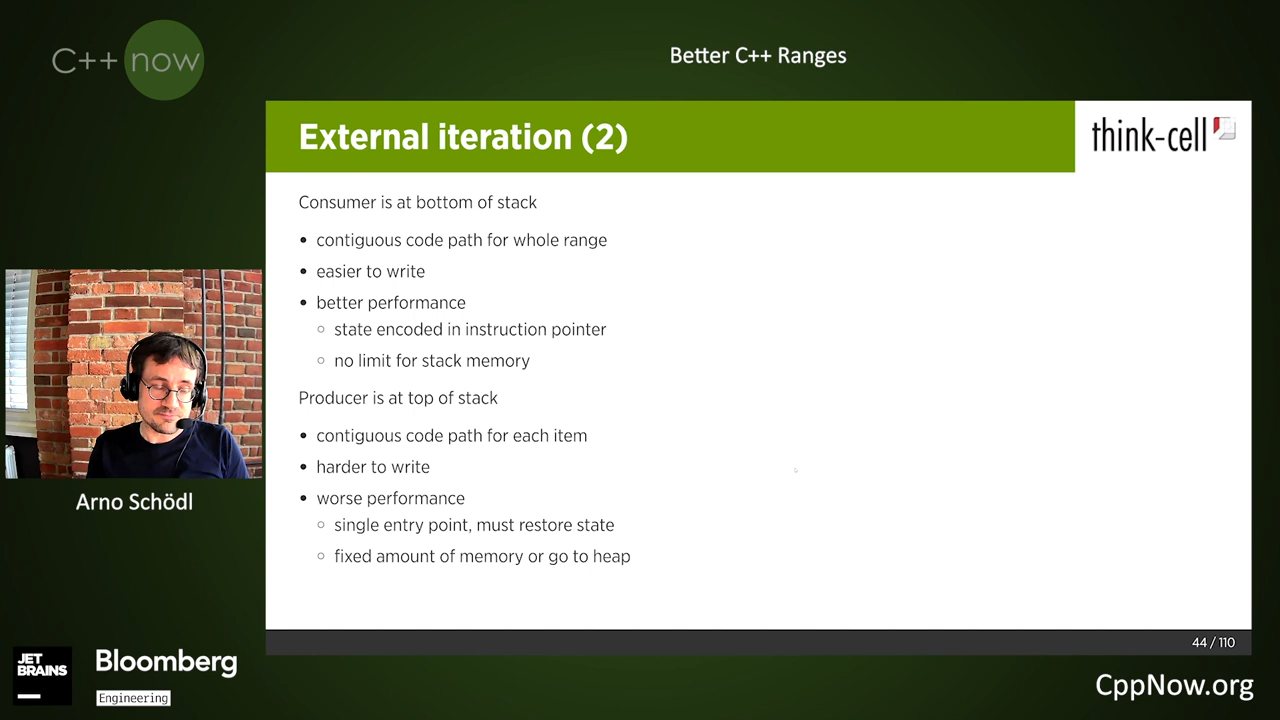 C++ now
Better C++ Ranges
External iteration (2)
think-cell
Consumer is at bottom of stack
• contiguous code path for whole range
• easier to write
• better performance
○ state encoded in instruction pointer
○ no limit for stack memory
Producer is at top of stack
• contiguous code path for each item
• harder to write
• worse performance
○ single entry point, must restore state
○ fixed amount of memory or go to heap
44 / 110
Arno Schödl
JET
BRAINS
Bloomberg
Engineering
CppNow.org